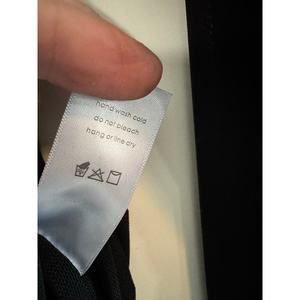 hand wash cold
do not bleach
hang or line dry